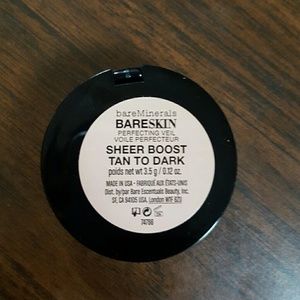 bareMinerals
BARESKIN
PERFECTING VEIL
VOILE PERFECTEUR
SHEER BOOST
TAN TO DARK
poids net wt 3.5 g / 0.12 oz.
MADE IN USA • FABRIQUÉ AUX ÉTATS-UNIS
Dist. by/par Bare Escentuals Beauty, Inc.
SF, CA 94105 USA, London W1F 9ZU
74786